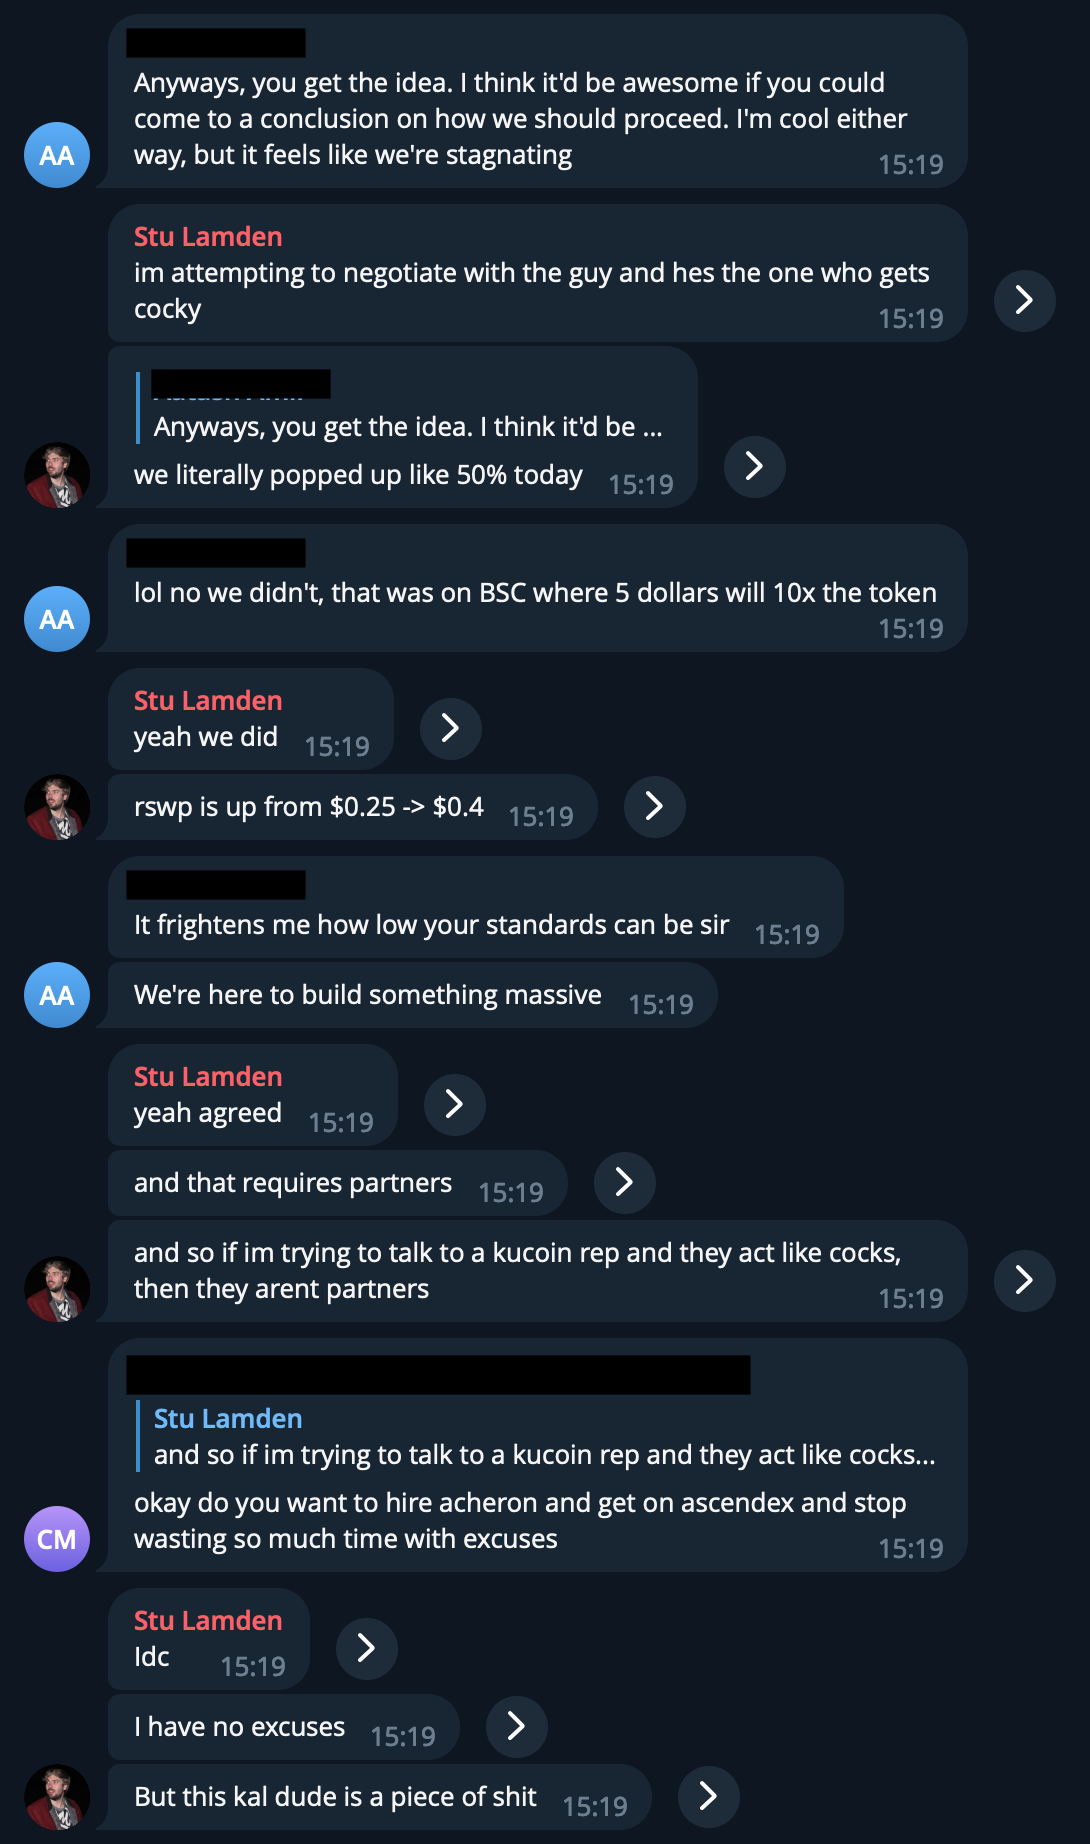 Anyways, you get the idea. I think it'd be awesome if you could
come to a conclusion on how we should proceed. I'm cool either
way, but it feels like we're stagnating
15:19
AA
Stu Lamden
im attempting to negotiate with the guy and hes the one who gets
cocky
15:19
Anyways, you get the idea. I think it'd be ...
we literally popped up like 50% today 15:19
lol no we didn't, that was on BSC where 5 dollars will 10x the token
15:19
AA
Stu Lamden
yeah we did 15:19
rswp is up from $0.25 -> $0.4 15:19
It frightens me how low your standards can be sir 15:19
We're here to build something massive 15:19
AA
Stu Lamden
yeah agreed 15:19
and that requires partners 15:19
and so if im trying to talk to a kucoin rep and they act like cocks,
then they arent partners
15:19
Stu Lamden
and so if im trying to talk to a kucoin rep and they act like cocks...
okay do you want to hire acheron and get on ascendex and stop
wasting so much time with excuses
15:19
CM
Stu Lamden
Idc 15:19
I have no excuses 15:19
But this kal dude is a piece of shit 15:19